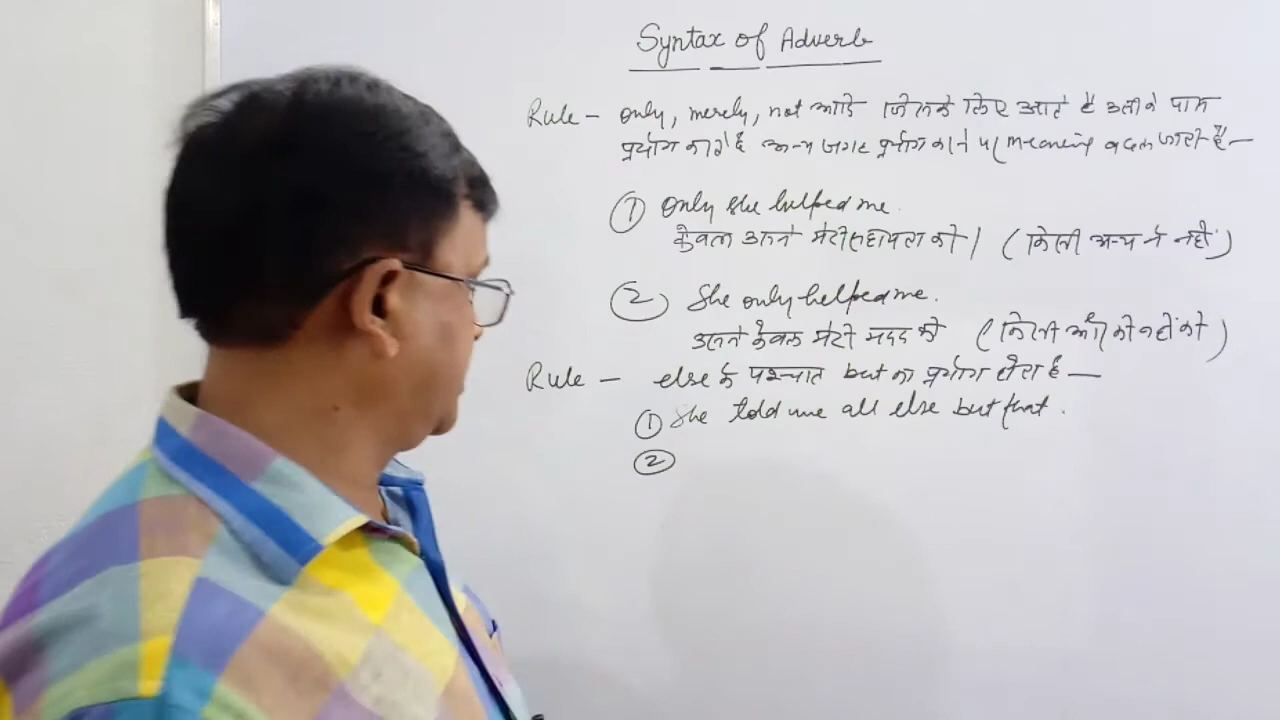 Syntax of Adverb
Rule – only, merely, not आदि जिसके लिए आते हैं उसी के पास
प्रयोग करते हैं अन्य जगह प्रयोग करने पर meaning बदल जाती है –
① Only she helped me.
केवल उसने मेरी सहायता की। (किसी अन्य ने नहीं)
② She only helped me.
उसने केवल मेरी मदद की (किसी और की नहीं की)
Rule – else के पश्चात but का प्रयोग होता है –
① She told me all else but that.
②